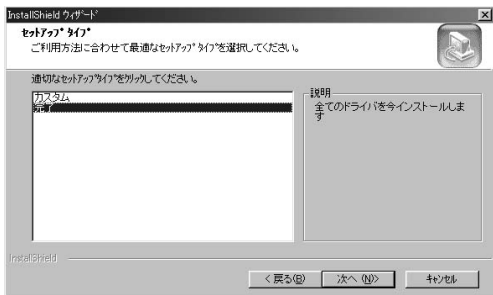 InstallShield ウィザード
セットアップ タイプ
ご利用方法に合わせて最適なセットアップ タイプを選択してください。
適切なセットアップタイプをクリックしてください。
カスタム
完了
説明
全てのドライバを今インストールしま
す
InstallShield
< 戻る(B)
次へ (N)>
キャンセル